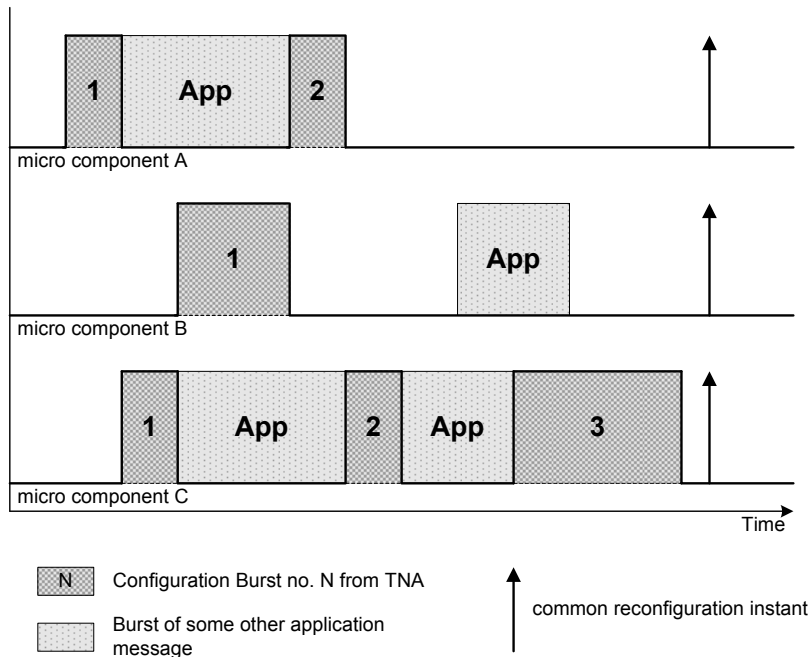 1 App 2
micro component A
1 App
micro component B
1 App 2 App 3
micro component C
Time
N Configuration Burst no. N from TNA
common reconfiguration instant
Burst of some other application
message